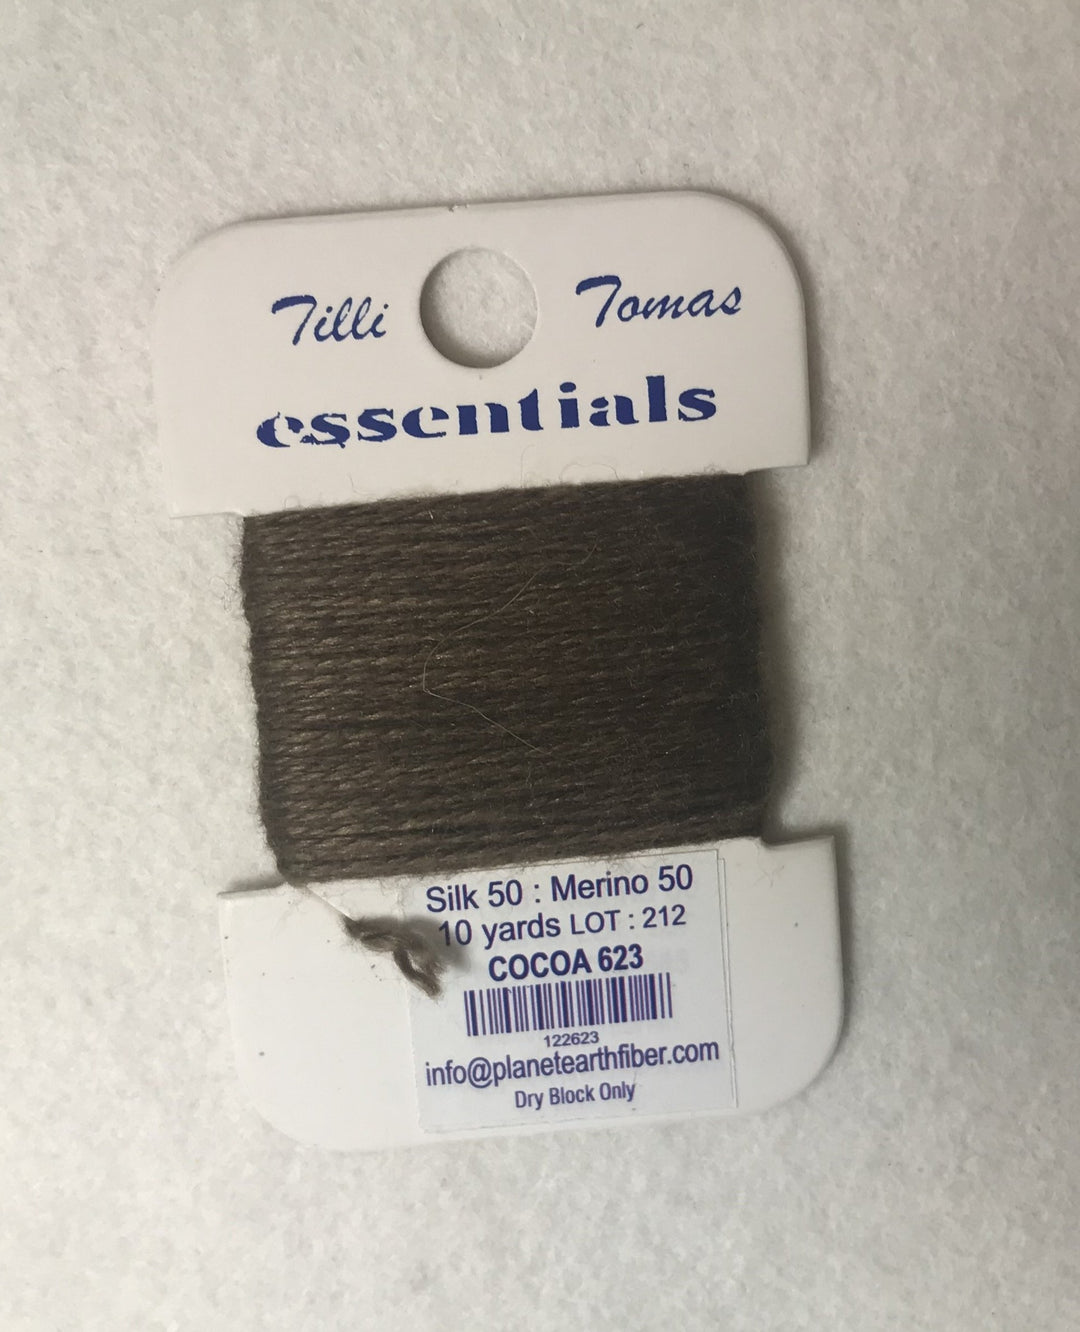 Tilli Tomas
essentials
Silk 50 : Merino 50
10 yards LOT : 212
COCOA 623
122623
info@planetearthfiber.com
Dry Block Only